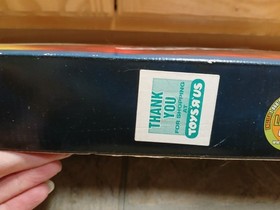 THANK
YOU
FOR SHOPPING
AT
TOYS "R" US